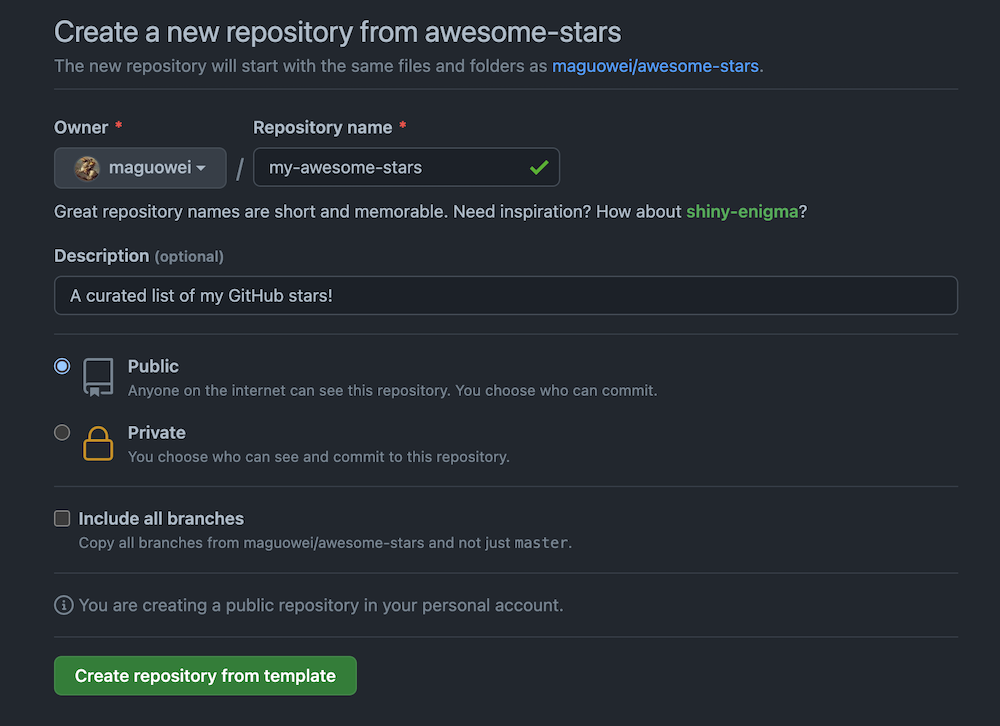 Create a new repository from awesome-stars
The new repository will start with the same files and folders as maguowei/awesome-stars.
Owner * Repository name *
maguowei / my-awesome-stars
Great repository names are short and memorable. Need inspiration? How about shiny-enigma?
Description (optional)
A curated list of my GitHub stars!
Public
Anyone on the internet can see this repository. You choose who can commit.
Private
You choose who can see and commit to this repository.
Include all branches
Copy all branches from maguowei/awesome-stars and not just master.
You are creating a public repository in your personal account.
Create repository from template